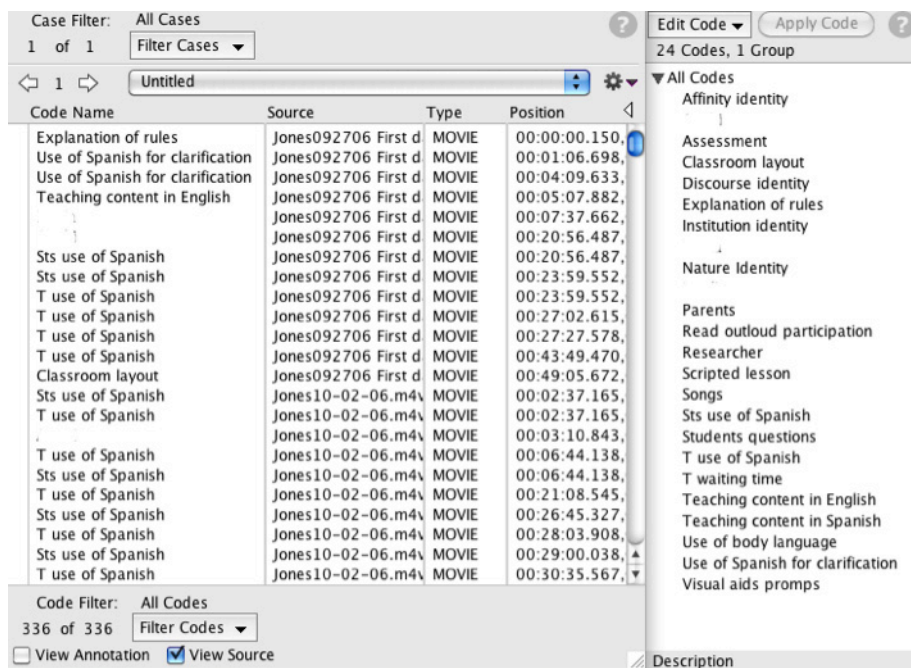 Case Filter: All Cases
1 of 1 Filter Cases
1 Untitled
Code Name Source Type Position
Explanation of rules Jones092706 First d MOVIE 00:00:00.150,
Use of Spanish for clarification Jones092706 First d MOVIE 00:01:06.698,
Use of Spanish for clarification Jones092706 First d MOVIE 00:04:09.633,
Teaching content in English Jones092706 First d MOVIE 00:05:07.882,
Jones092706 First d MOVIE 00:07:37.662,
Jones092706 First d MOVIE 00:20:56.487,
Sts use of Spanish Jones092706 First d MOVIE 00:20:56.487,
Sts use of Spanish Jones092706 First d MOVIE 00:23:59.552,
T use of Spanish Jones092706 First d MOVIE 00:23:59.552,
T use of Spanish Jones092706 First d MOVIE 00:27:02.615,
T use of Spanish Jones092706 First d MOVIE 00:27:27.578,
T use of Spanish Jones092706 First d MOVIE 00:43:49.470,
Classroom layout Jones092706 First d MOVIE 00:49:05.672,
Sts use of Spanish Jones10-02-06.m4v MOVIE 00:02:37.165,
T use of Spanish Jones10-02-06.m4v MOVIE 00:02:37.165,
Jones10-02-06.m4v MOVIE 00:03:10.843,
T use of Spanish Jones10-02-06.m4v MOVIE 00:06:44.138,
Sts use of Spanish Jones10-02-06.m4v MOVIE 00:06:44.138,
T use of Spanish Jones10-02-06.m4v MOVIE 00:21:08.545,
Sts use of Spanish Jones10-02-06.m4v MOVIE 00:26:45.327,
T use of Spanish Jones10-02-06.m4v MOVIE 00:28:03.908,
Sts use of Spanish Jones10-02-06.m4v MOVIE 00:29:00.038,
T use of Spanish Jones10-02-06.m4v MOVIE 00:30:35.567,
Code Filter: All Codes
336 of 336 Filter Codes
View Annotation View Source
Edit Code Apply Code ?
24 Codes, 1 Group
All Codes
Affinity identity
Assessment
Classroom layout
Discourse identity
Explanation of rules
Institution identity
Nature Identity
Parents
Read outloud participation
Researcher
Scripted lesson
Songs
Sts use of Spanish
Students questions
T use of Spanish
T waiting time
Teaching content in English
Teaching content in Spanish
Use of body language
Use of Spanish for clarification
Visual aids promps
Description